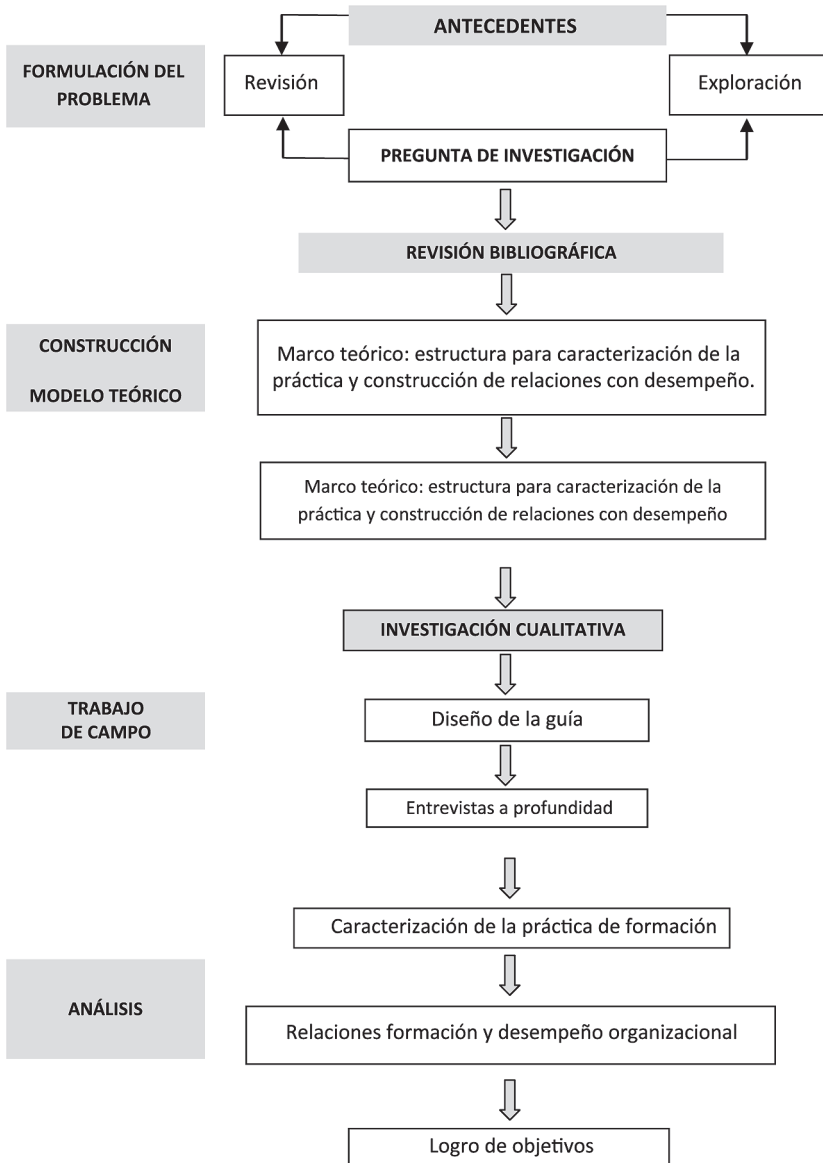 ANTECEDENTES
FORMULACIÓN DEL
PROBLEMA
Revisión
Exploración
PREGUNTA DE INVESTIGACIÓN
REVISIÓN BIBLIOGRÁFICA
CONSTRUCCIÓN
MODELO TEÓRICO
Marco teórico: estructura para caracterización de la
práctica y construcción de relaciones con desempeño.
Marco teórico: estructura para caracterización de la
práctica y construcción de relaciones con desempeño
INVESTIGACIÓN CUALITATIVA
TRABAJO
DE CAMPO
Diseño de la guía
Entrevistas a profundidad
Caracterización de la práctica de formación
ANÁLISIS
Relaciones formación y desempeño organizacional
Logro de objetivos